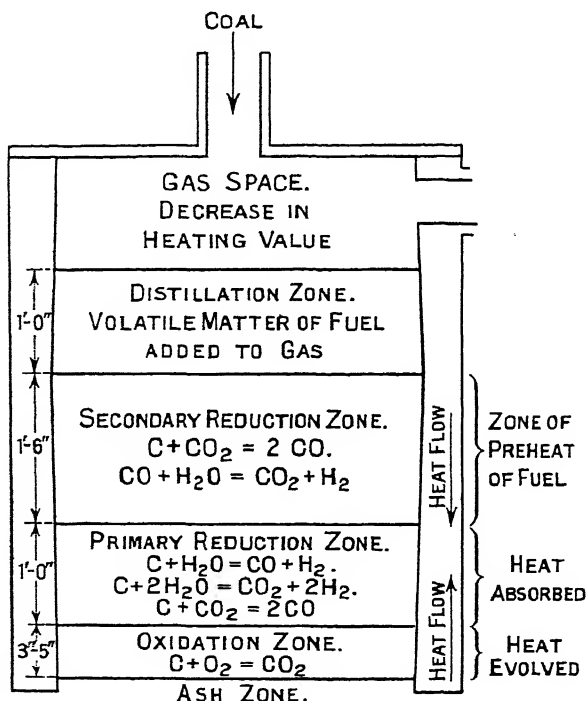 COAL
GAS SPACE.
DECREASE IN
HEATING VALUE
1'-0"
DISTILLATION ZONE.
VOLATILE MATTER OF FUEL
ADDED TO GAS
1'-6"
SECONDARY REDUCTION ZONE.
C+CO₂ = 2 CO.
CO+H₂O = CO₂+H₂
HEAT FLOW
ZONE OF
PREHEAT
OF FUEL
1'-0"
PRIMARY REDUCTION ZONE.
C+H₂O=CO+H₂.
C+2H₂O=CO₂+2H₂.
C+CO₂=2CO
HEAT
ABSORBED
3"-5"
OXIDATION ZONE.
C+O₂=CO₂
HEAT FLOW
HEAT
EVOLVED
ASH ZONE.